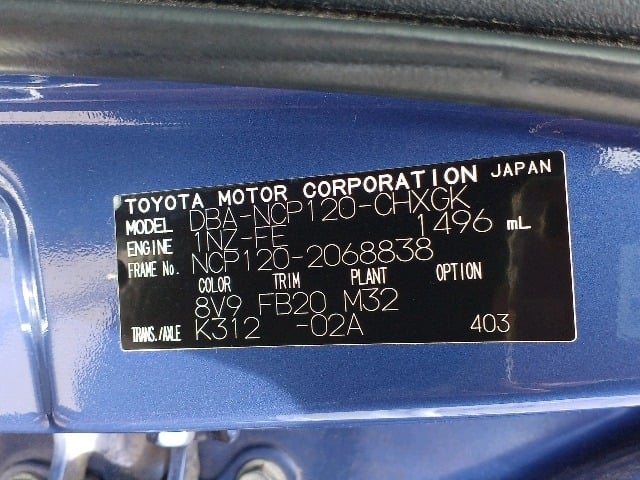 TOYOTA MOTOR CORPORATION JAPAN
MODEL DBA-NCP120-CHXGK
ENGINE 1NZ-FE 1496 mL
FRAME No. NCP120-2068838
COLOR TRIM PLANT OPTION
8V9 FB20 M32
TRANS./AXLE K312 -02A 403